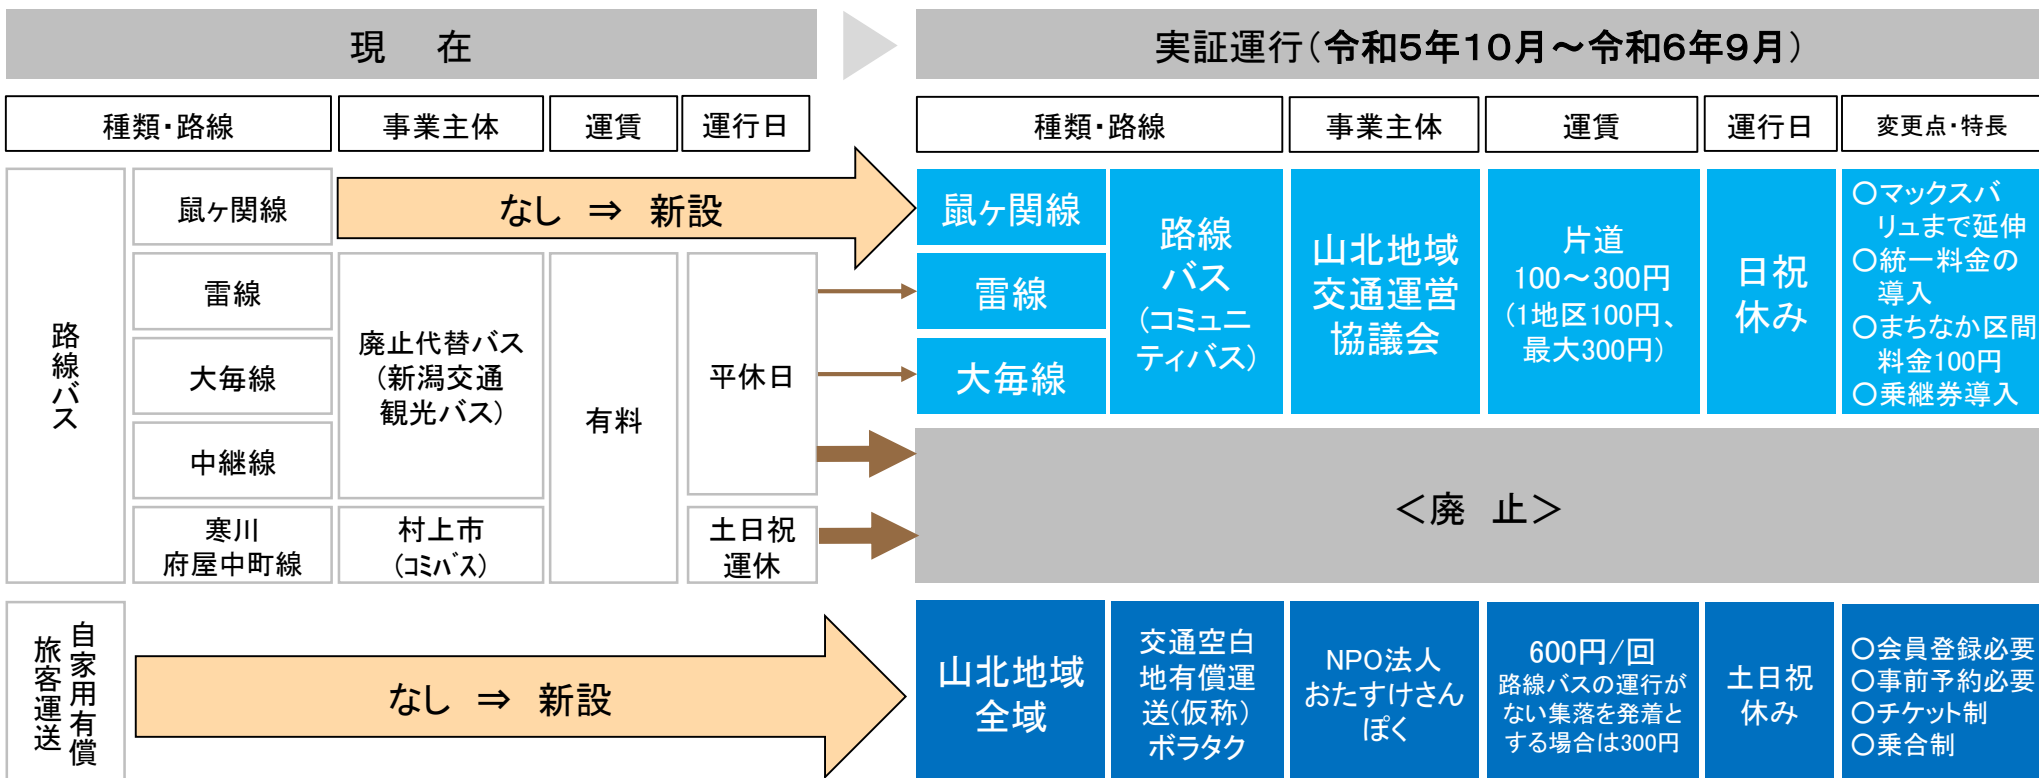 現 在
実証運行(令和5年10月～令和6年9月)
種類・路線
事業主体
運賃
運行日
種類・路線
事業主体
運賃
運行日
変更点・特長
路線バス
鼠ヶ関線
なし ⇒ 新設
雷線
大毎線
中継線
廃止代替バス
(新潟交通
観光バス)
有料
平休日
寒川
府屋中町線
村上市
(ｺﾐﾊﾞｽ)
土日祝
運休
鼠ヶ関線
雷線
大毎線
路線
バス
(コミュニ
ティバス)
山北地域
交通運営
協議会
片道
100～300円
(1地区100円、
最大300円)
日祝
休み
○マックスバ
リュまで延伸
○統一料金の
導入
○まちなか区間
料金100円
○乗継券導入
＜廃 止＞
自家用有償
旅客運送
なし ⇒ 新設
山北地域
全域
交通空白
地有償運
送(仮称)
ボラタク
NPO法人
おたすけさん
ぽく
600円/回
路線バスの運行が
ない集落を発着と
する場合は300円
土日祝
休み
○会員登録必要
○事前予約必要
○チケット制
○乗合制